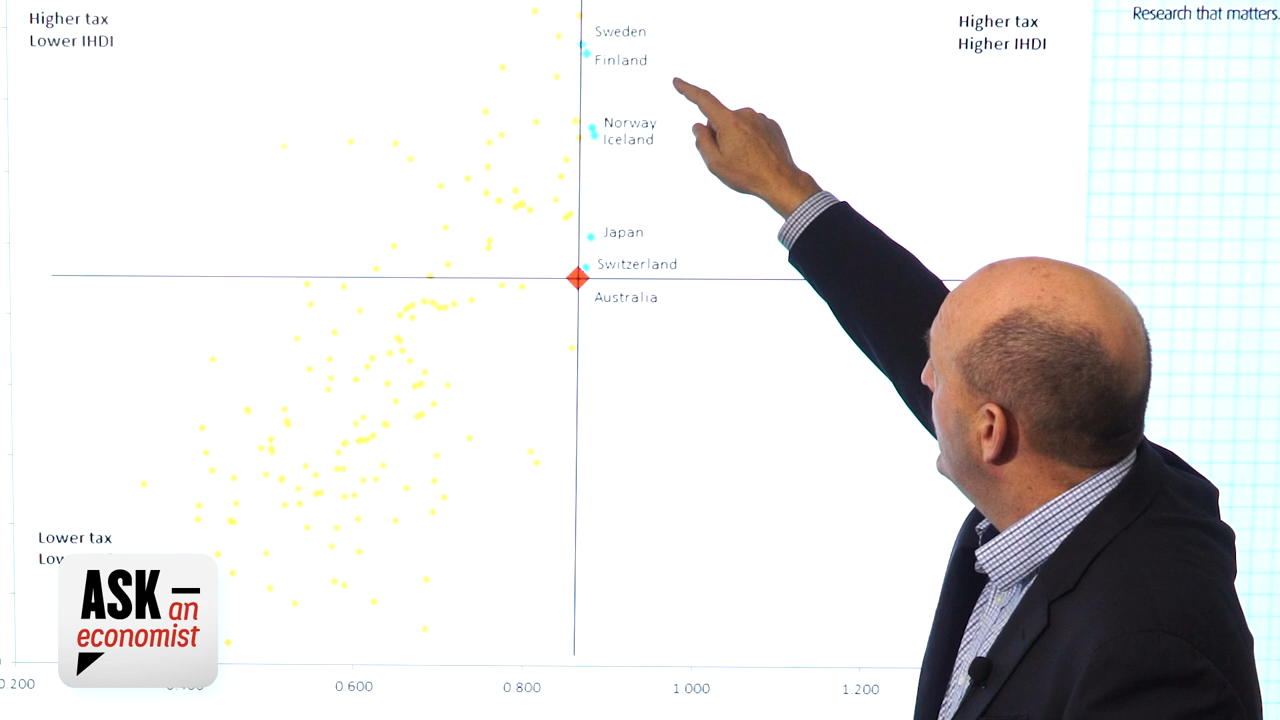 Higher tax
Lower IHDI
Higher tax
Higher IHDI
Research that matters.
Sweden
Finland
Norway
Iceland
Japan
Switzerland
Australia
Lower tax
ASK
an
economist
0.600
0.800
1.000
1.200